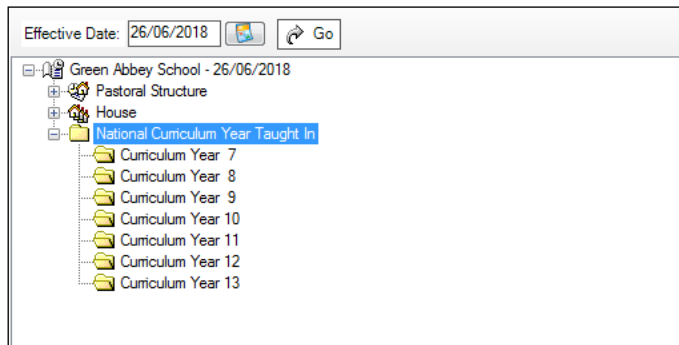 Effective Date: 26/06/2018 Go
Green Abbey School - 26/06/2018
Pastoral Structure
House
National Curriculum Year Taught In
Curriculum Year 7
Curriculum Year 8
Curriculum Year 9
Curriculum Year 10
Curriculum Year 11
Curriculum Year 12
Curriculum Year 13